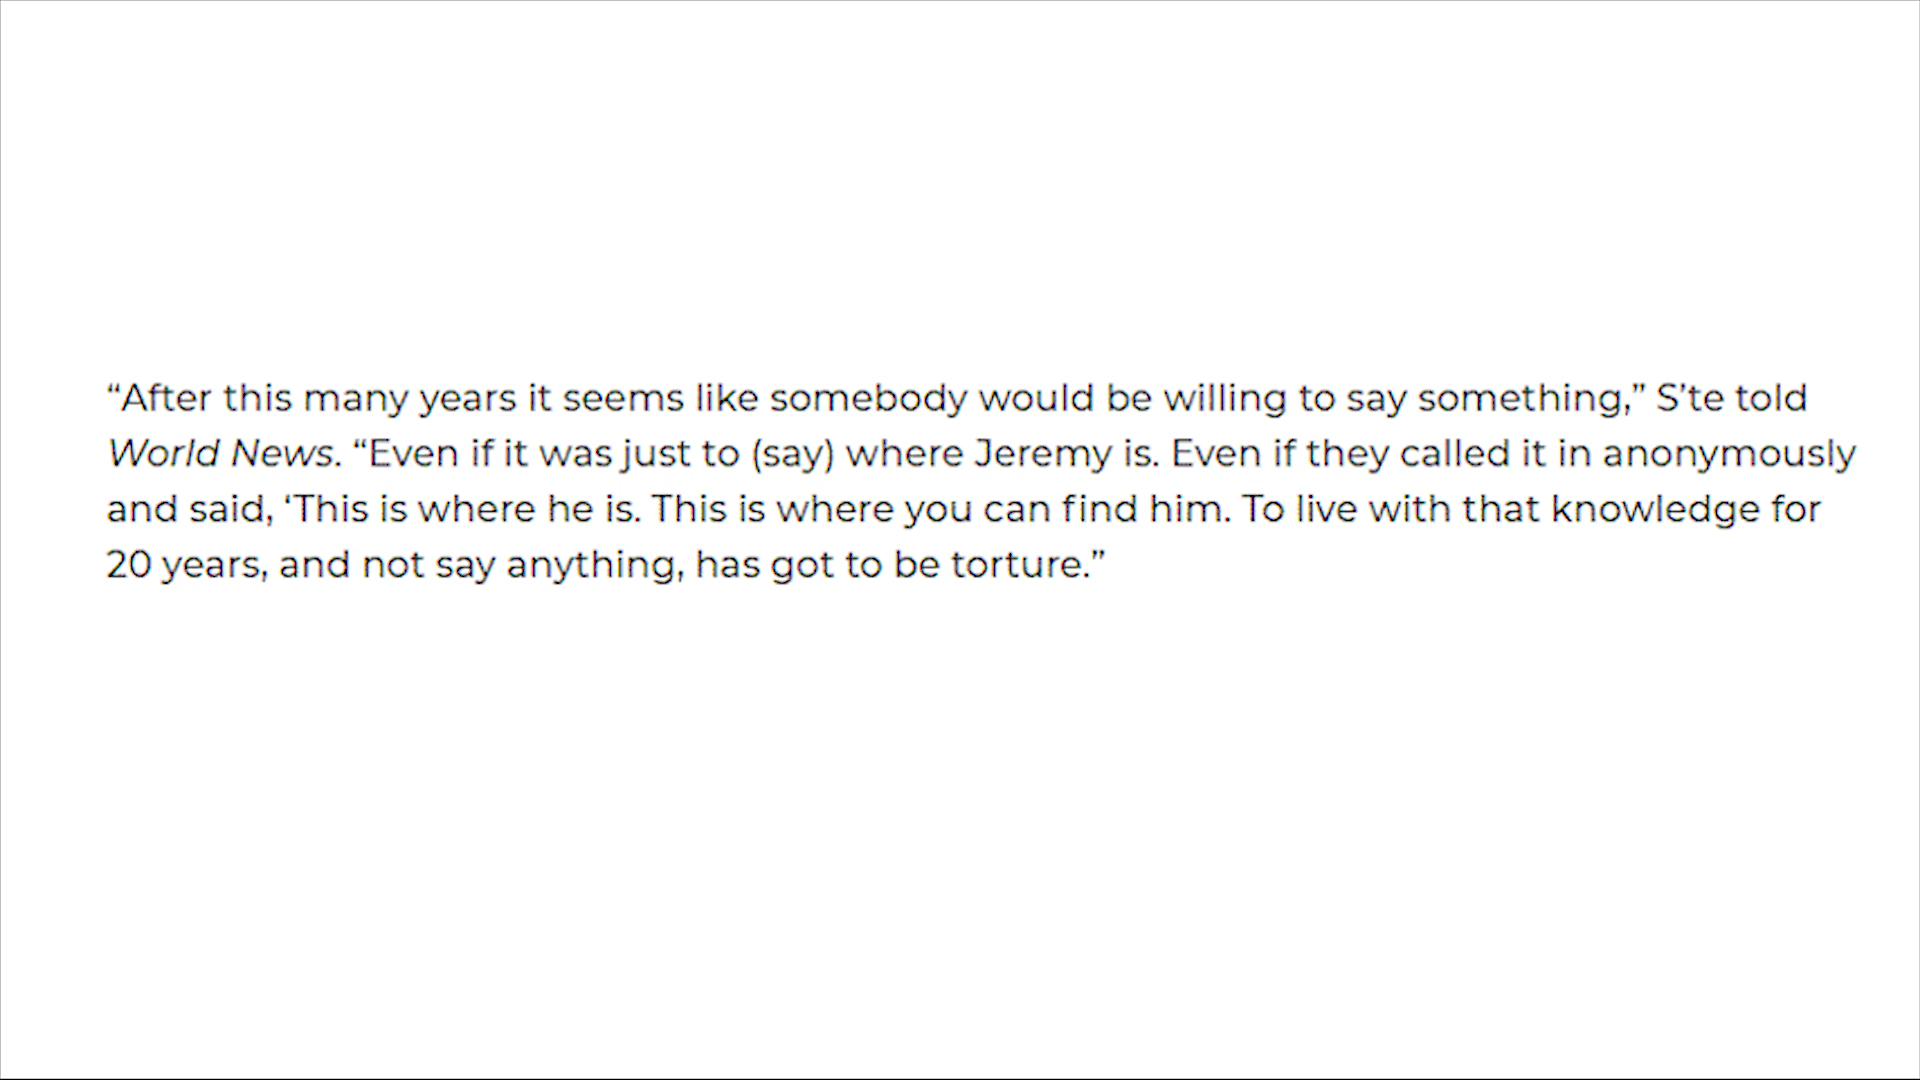 “After this many years it seems like somebody would be willing to say something,” S’te told
World News. “Even if it was just to (say) where Jeremy is. Even if they called it in anonymously
and said, ‘This is where he is. This is where you can find him. To live with that knowledge for
20 years, and not say anything, has got to be torture.”